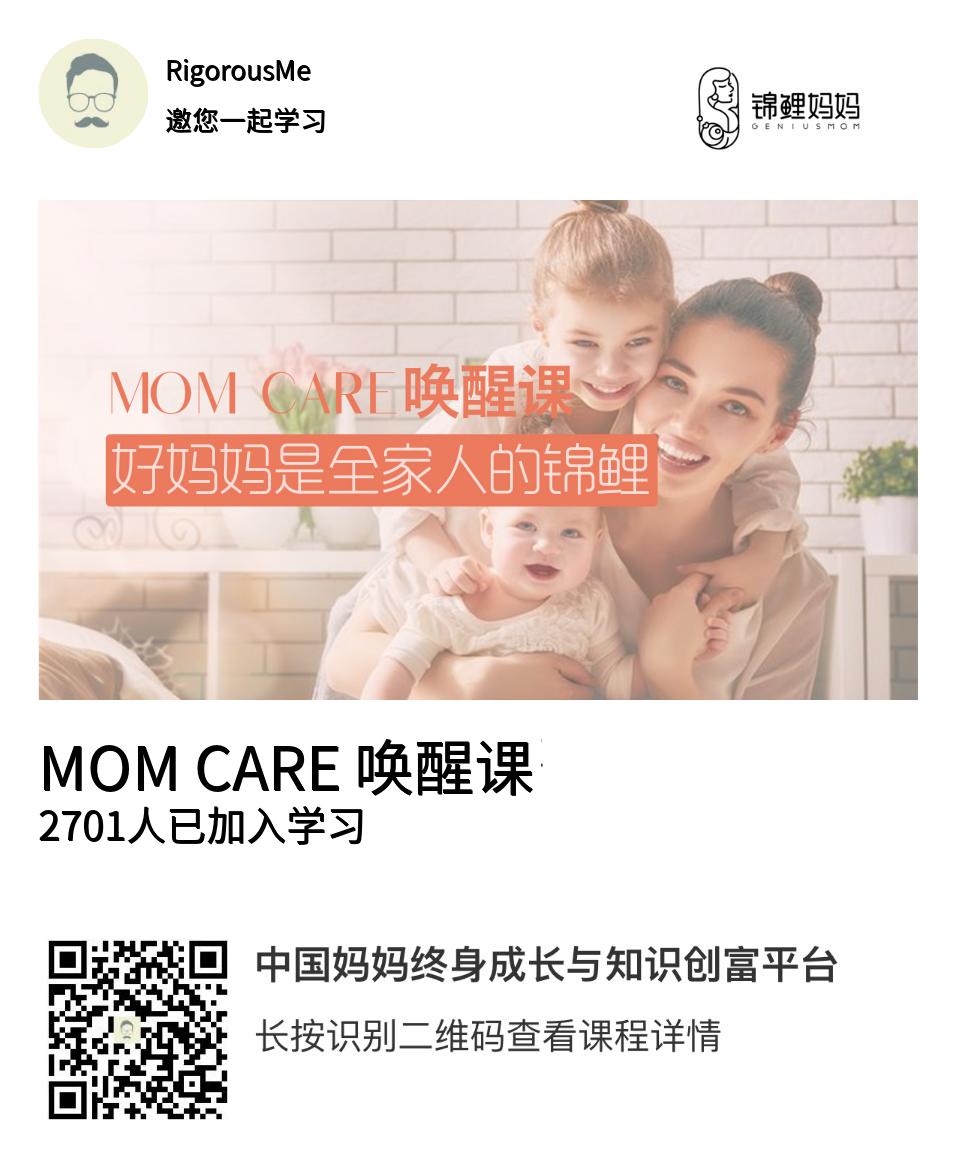 RigorousMe
邀您一起学习
锦鲤妈妈
GENIUSMOM
MOM CARE唤醒课
好妈妈是全家人的锦鲤
MOM CARE 唤醒课
2701人已加入学习
中国妈妈终身成长与知识创富平台
长按识别二维码查看课程详情